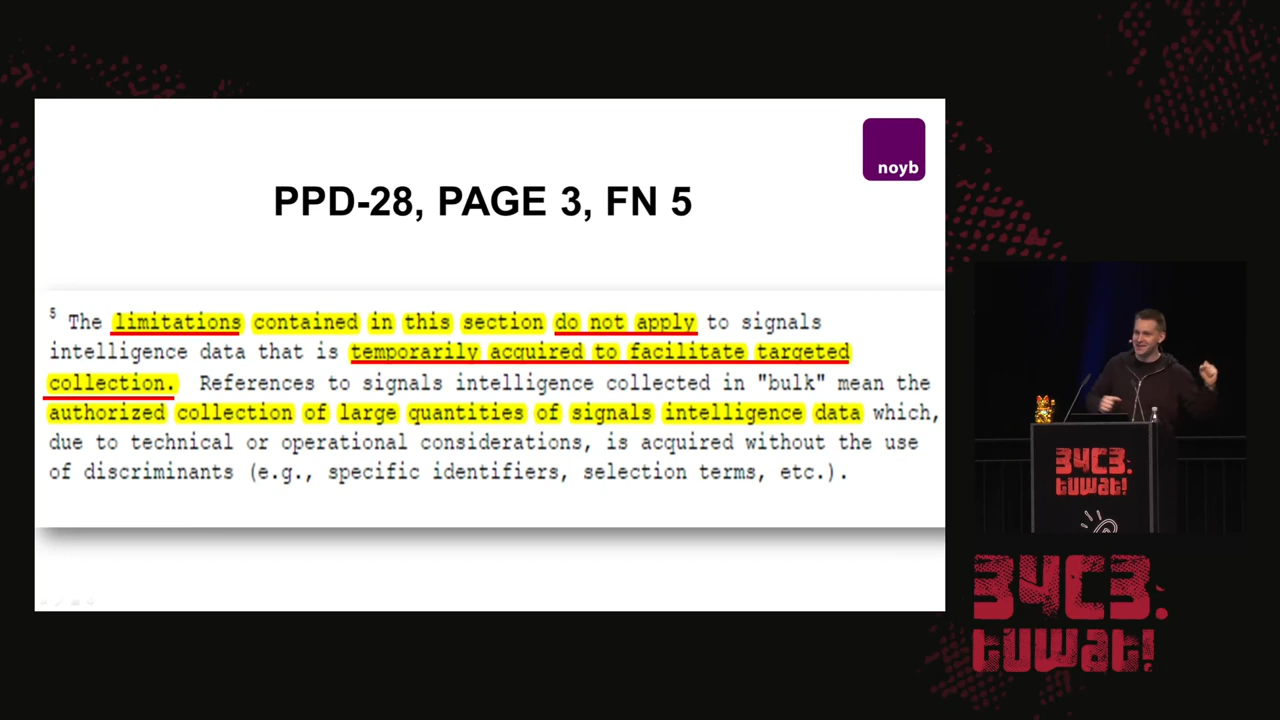 noyb
PPD-28, PAGE 3, FN 5
5 The limitations contained in this section do not apply to signals
intelligence data that is temporarily acquired to facilitate targeted
collection. References to signals intelligence collected in "bulk" mean the
authorized collection of large quantities of signals intelligence data which,
due to technical or operational considerations, is acquired without the use
of discriminants (e.g., specific identifiers, selection terms, etc.).
34C3.
tuwat!
34C3.
tuwat!